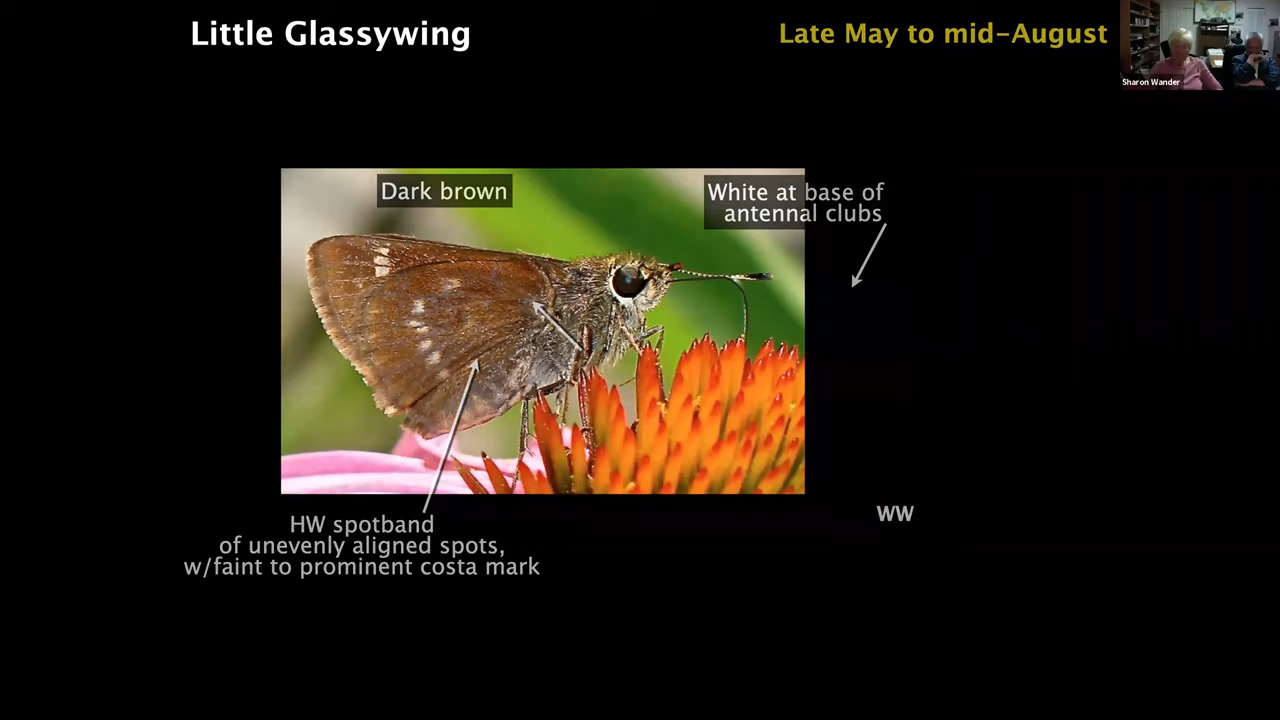 Little Glassywing
Late May to mid-August
Sharon Wander
Dark brown
White at base of
antennal clubs
WW
HW spotband
of unevenly aligned spots,
w/faint to prominent costa mark